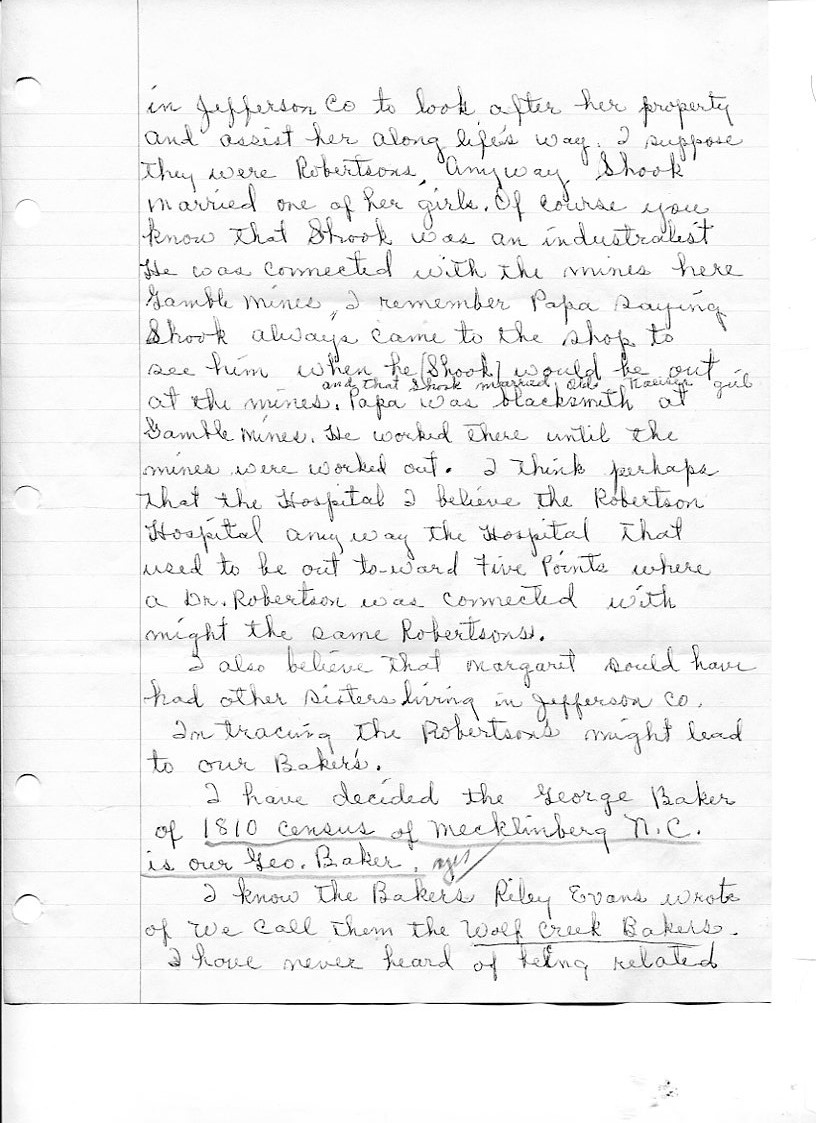 in Jefferson Co to look after her property
and assist her along life's way. I suppose
they were Robertsons, Anyway Shook
married one of her girls. Of course you
know that Shook was an industralest
He was connected with the mines here
Gamble mines, I remember Papa saying
Shook always came to the shop to
see him when he [Shook] would be out
and that Shook married Old girl
at the mines. Papa was blacksmith at
Gamble mines. He worked there until the
mines were worked out. I think perhaps
that the Hospital I believe the Robertson
Hospital any way the Hospital that
used to be out to-ward Five Points where
a Dr. Robertson was connected with
might the same Robertsons.
I also believe that Margaret sould have
had other sisters living in Jefferson Co.
In tracing the Robertson's might lead
to our Baker's.
I have decided the George Baker
of 1810 census of Mecklinberg N.C.
is our Geo. Baker, yes
I know the Bakers Riley Evans wrote
of we call them the Wolf Creek Bakers.
I have never heard of being related